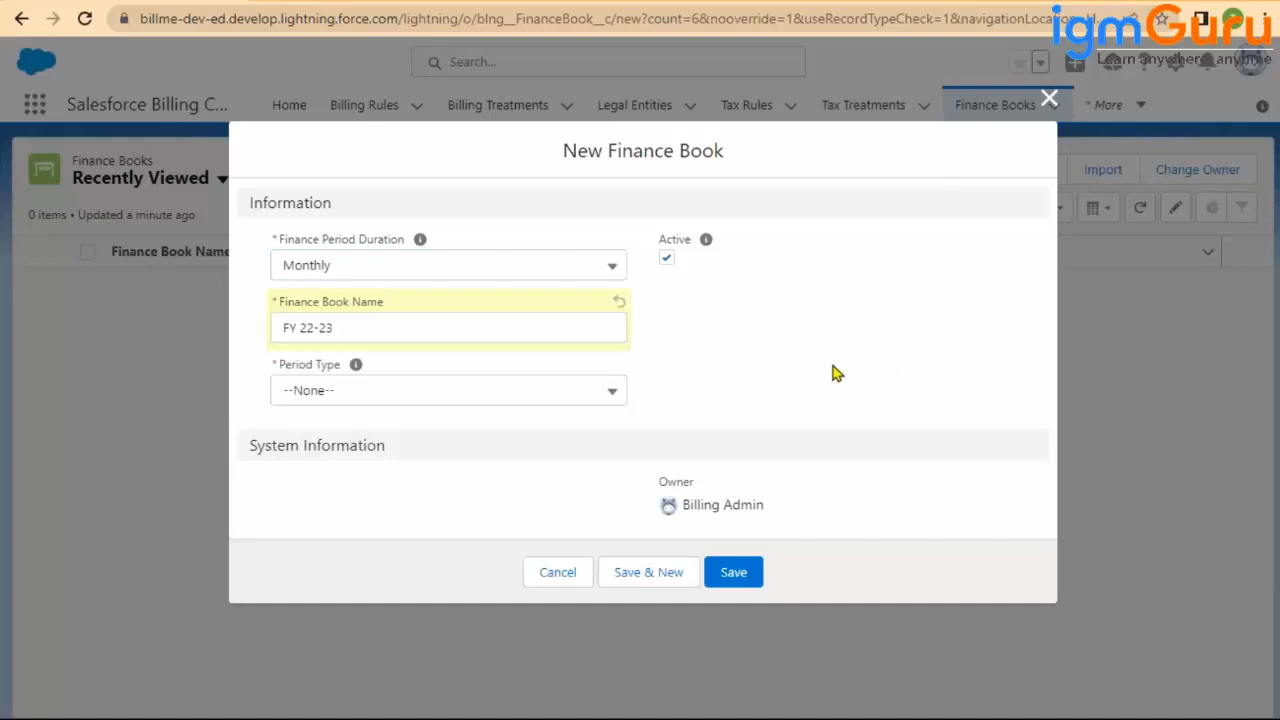 billme-dev-ed.develop.lightning.force.com/lightning/o/blng__FinanceBook__c/new?count=6&nooverride=1&useRecordTypeCheck=1&navigationLocation
igmGuru
Learn anywhere, anytime
Search...
Salesforce Billing C... Home Billing Rules Billing Treatments Legal Entities Tax Rules Tax Treatments Finance Books * More
New Finance Book
Finance Books
Recently Viewed
Import Change Owner
0 items • Updated a minute ago
Finance Book Name
Information
*Finance Period Duration
Active
Monthly
*Finance Book Name
FY 22-23
*Period Type
--None--
System Information
Owner
Billing Admin
Cancel Save & New Save